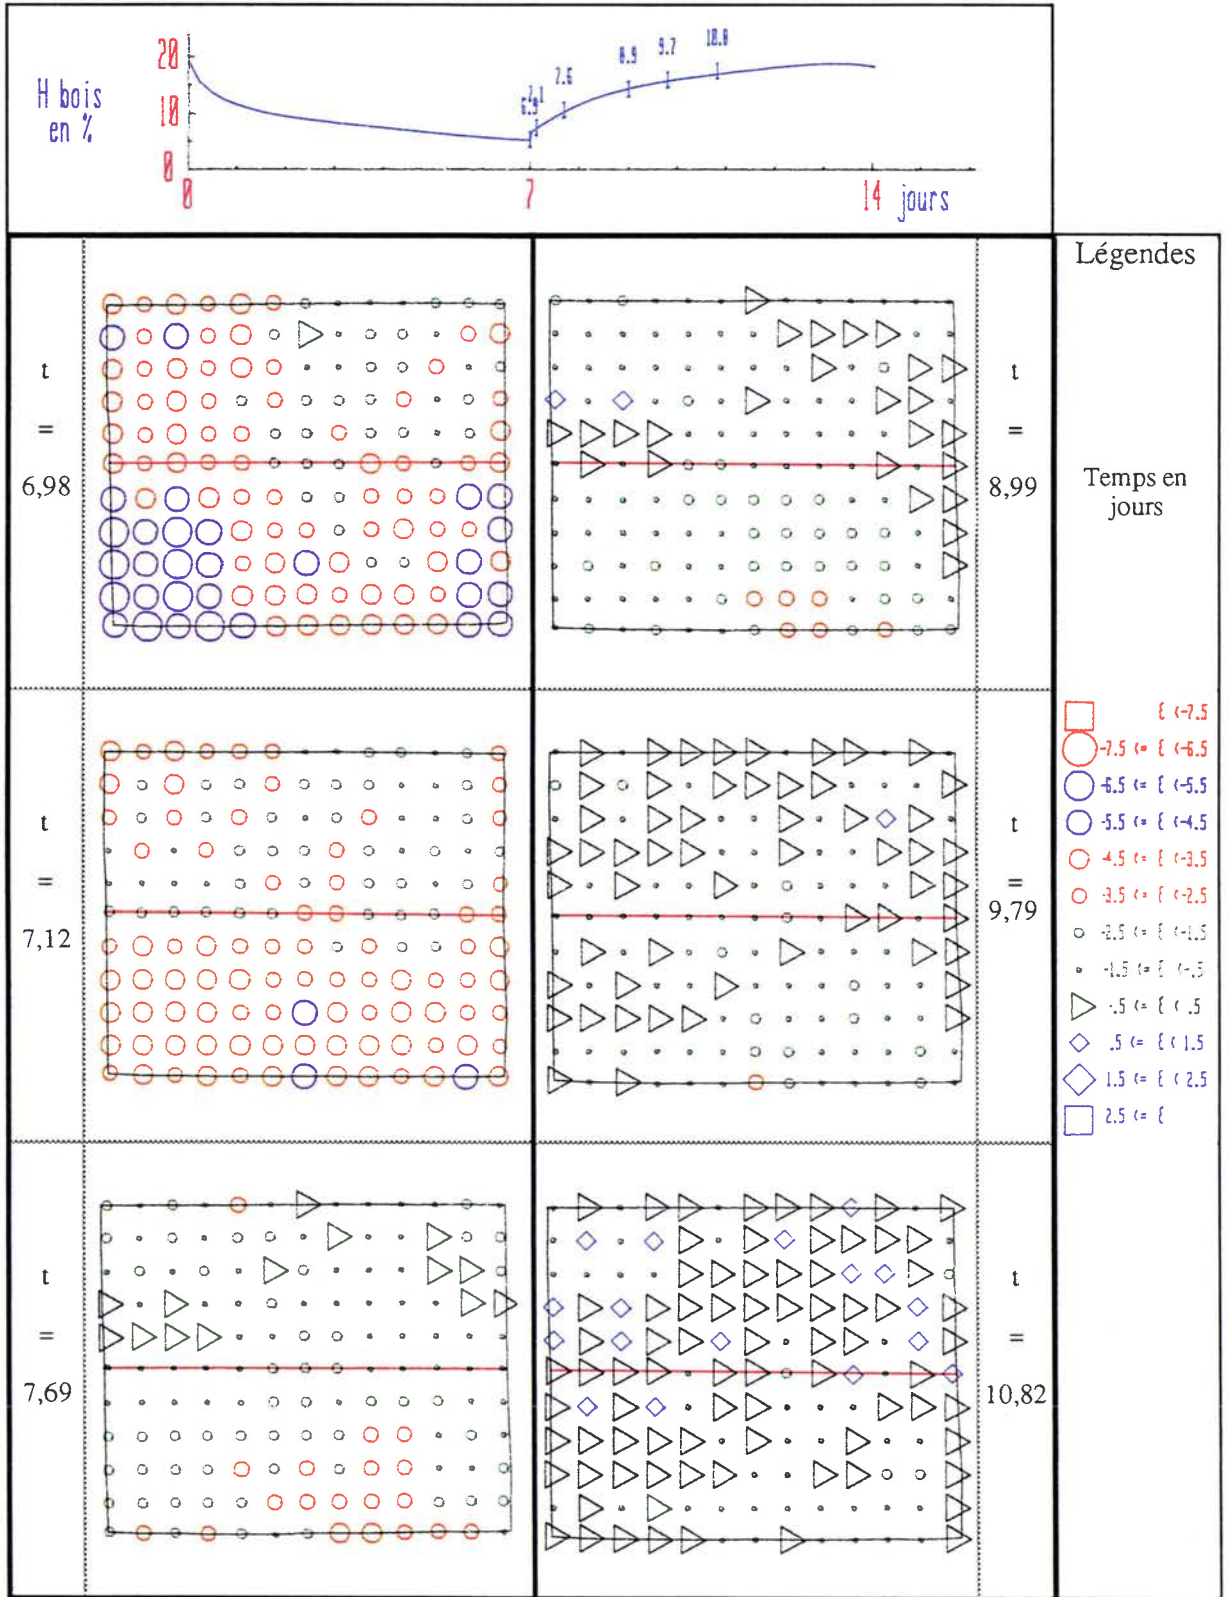 20
10
0
H bois
en %
6.9
7.1
7.6
8.9
9.7
10.8
0
7
14 jours
t
=
6,98
t
=
8,99
t
=
7,12
t
=
9,79
t
=
7,69
t
=
10,82
Légendes
Temps en
jours
ℰ <-7.5
-7.5 <= ℰ <-6.5
-6.5 <= ℰ <-5.5
-5.5 <= ℰ <-4.5
-4.5 <= ℰ <-3.5
-3.5 <= ℰ <-2.5
-2.5 <= ℰ <-1.5
-1.5 <= ℰ <-.5
-.5 <= ℰ < .5
.5 <= ℰ < 1.5
1.5 <= ℰ < 2.5
2.5 <= ℰ